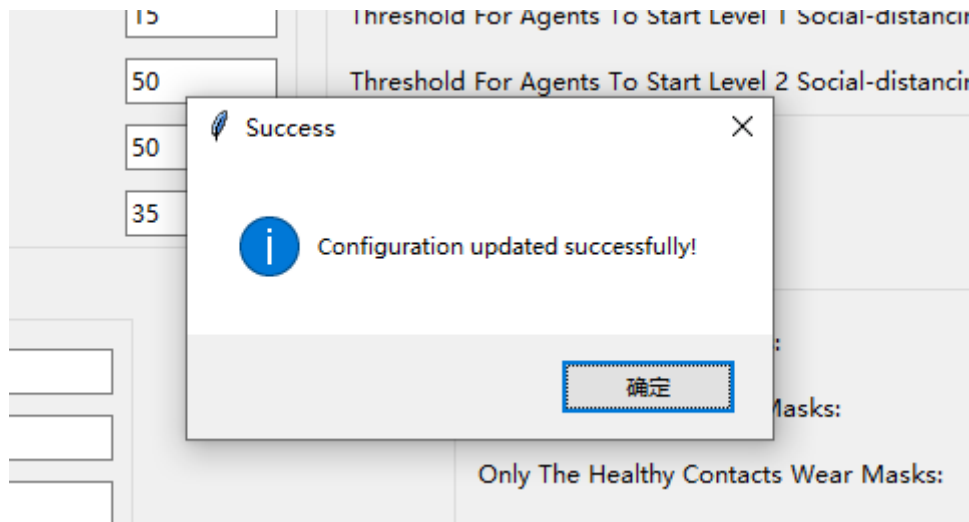 15
Threshold For Agents To Start Level 1 Social-distancin
50
Threshold For Agents To Start Level 2 Social-distancin
Success
50
35
Configuration updated successfully!
:
确定
Masks:
Only The Healthy Contacts Wear Masks: